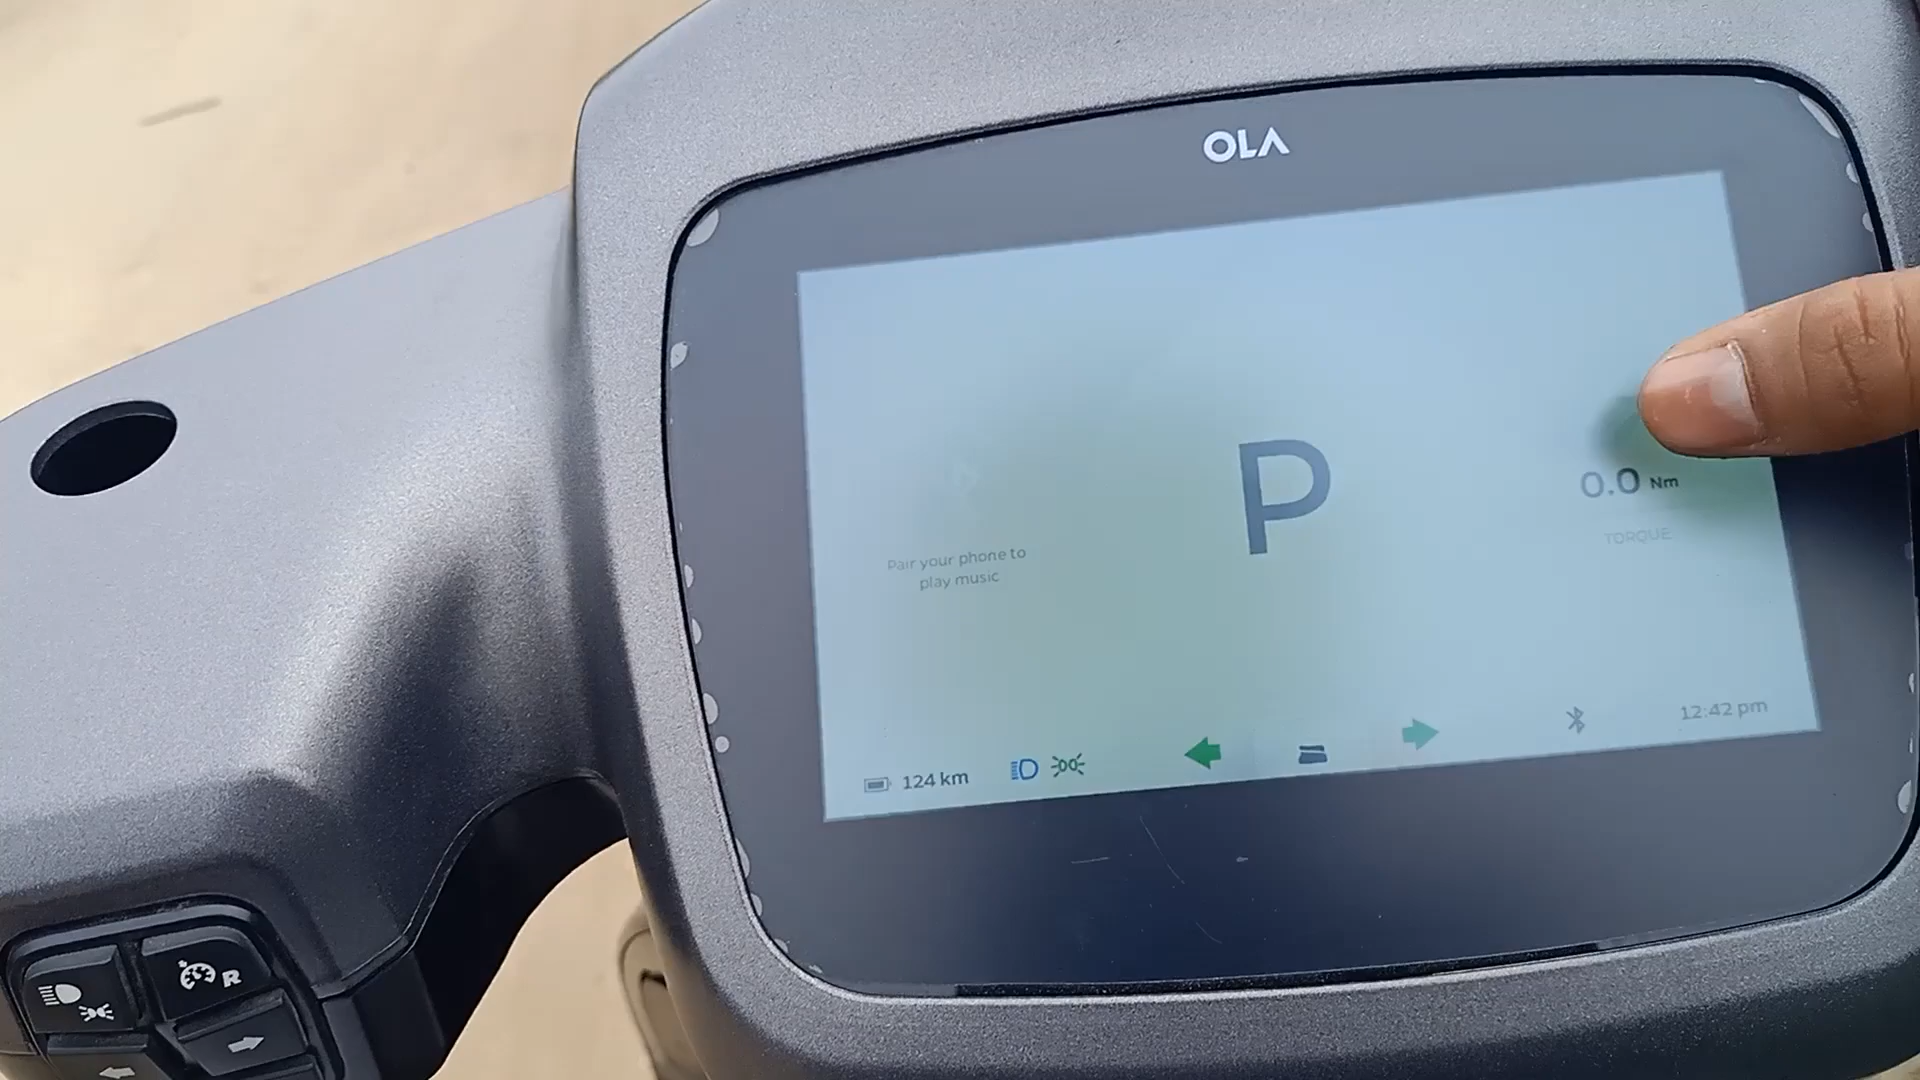 OLA
P
0.0 Nm
TORQUE
Pair your phone to
play music
124 km
12:42 pm
R